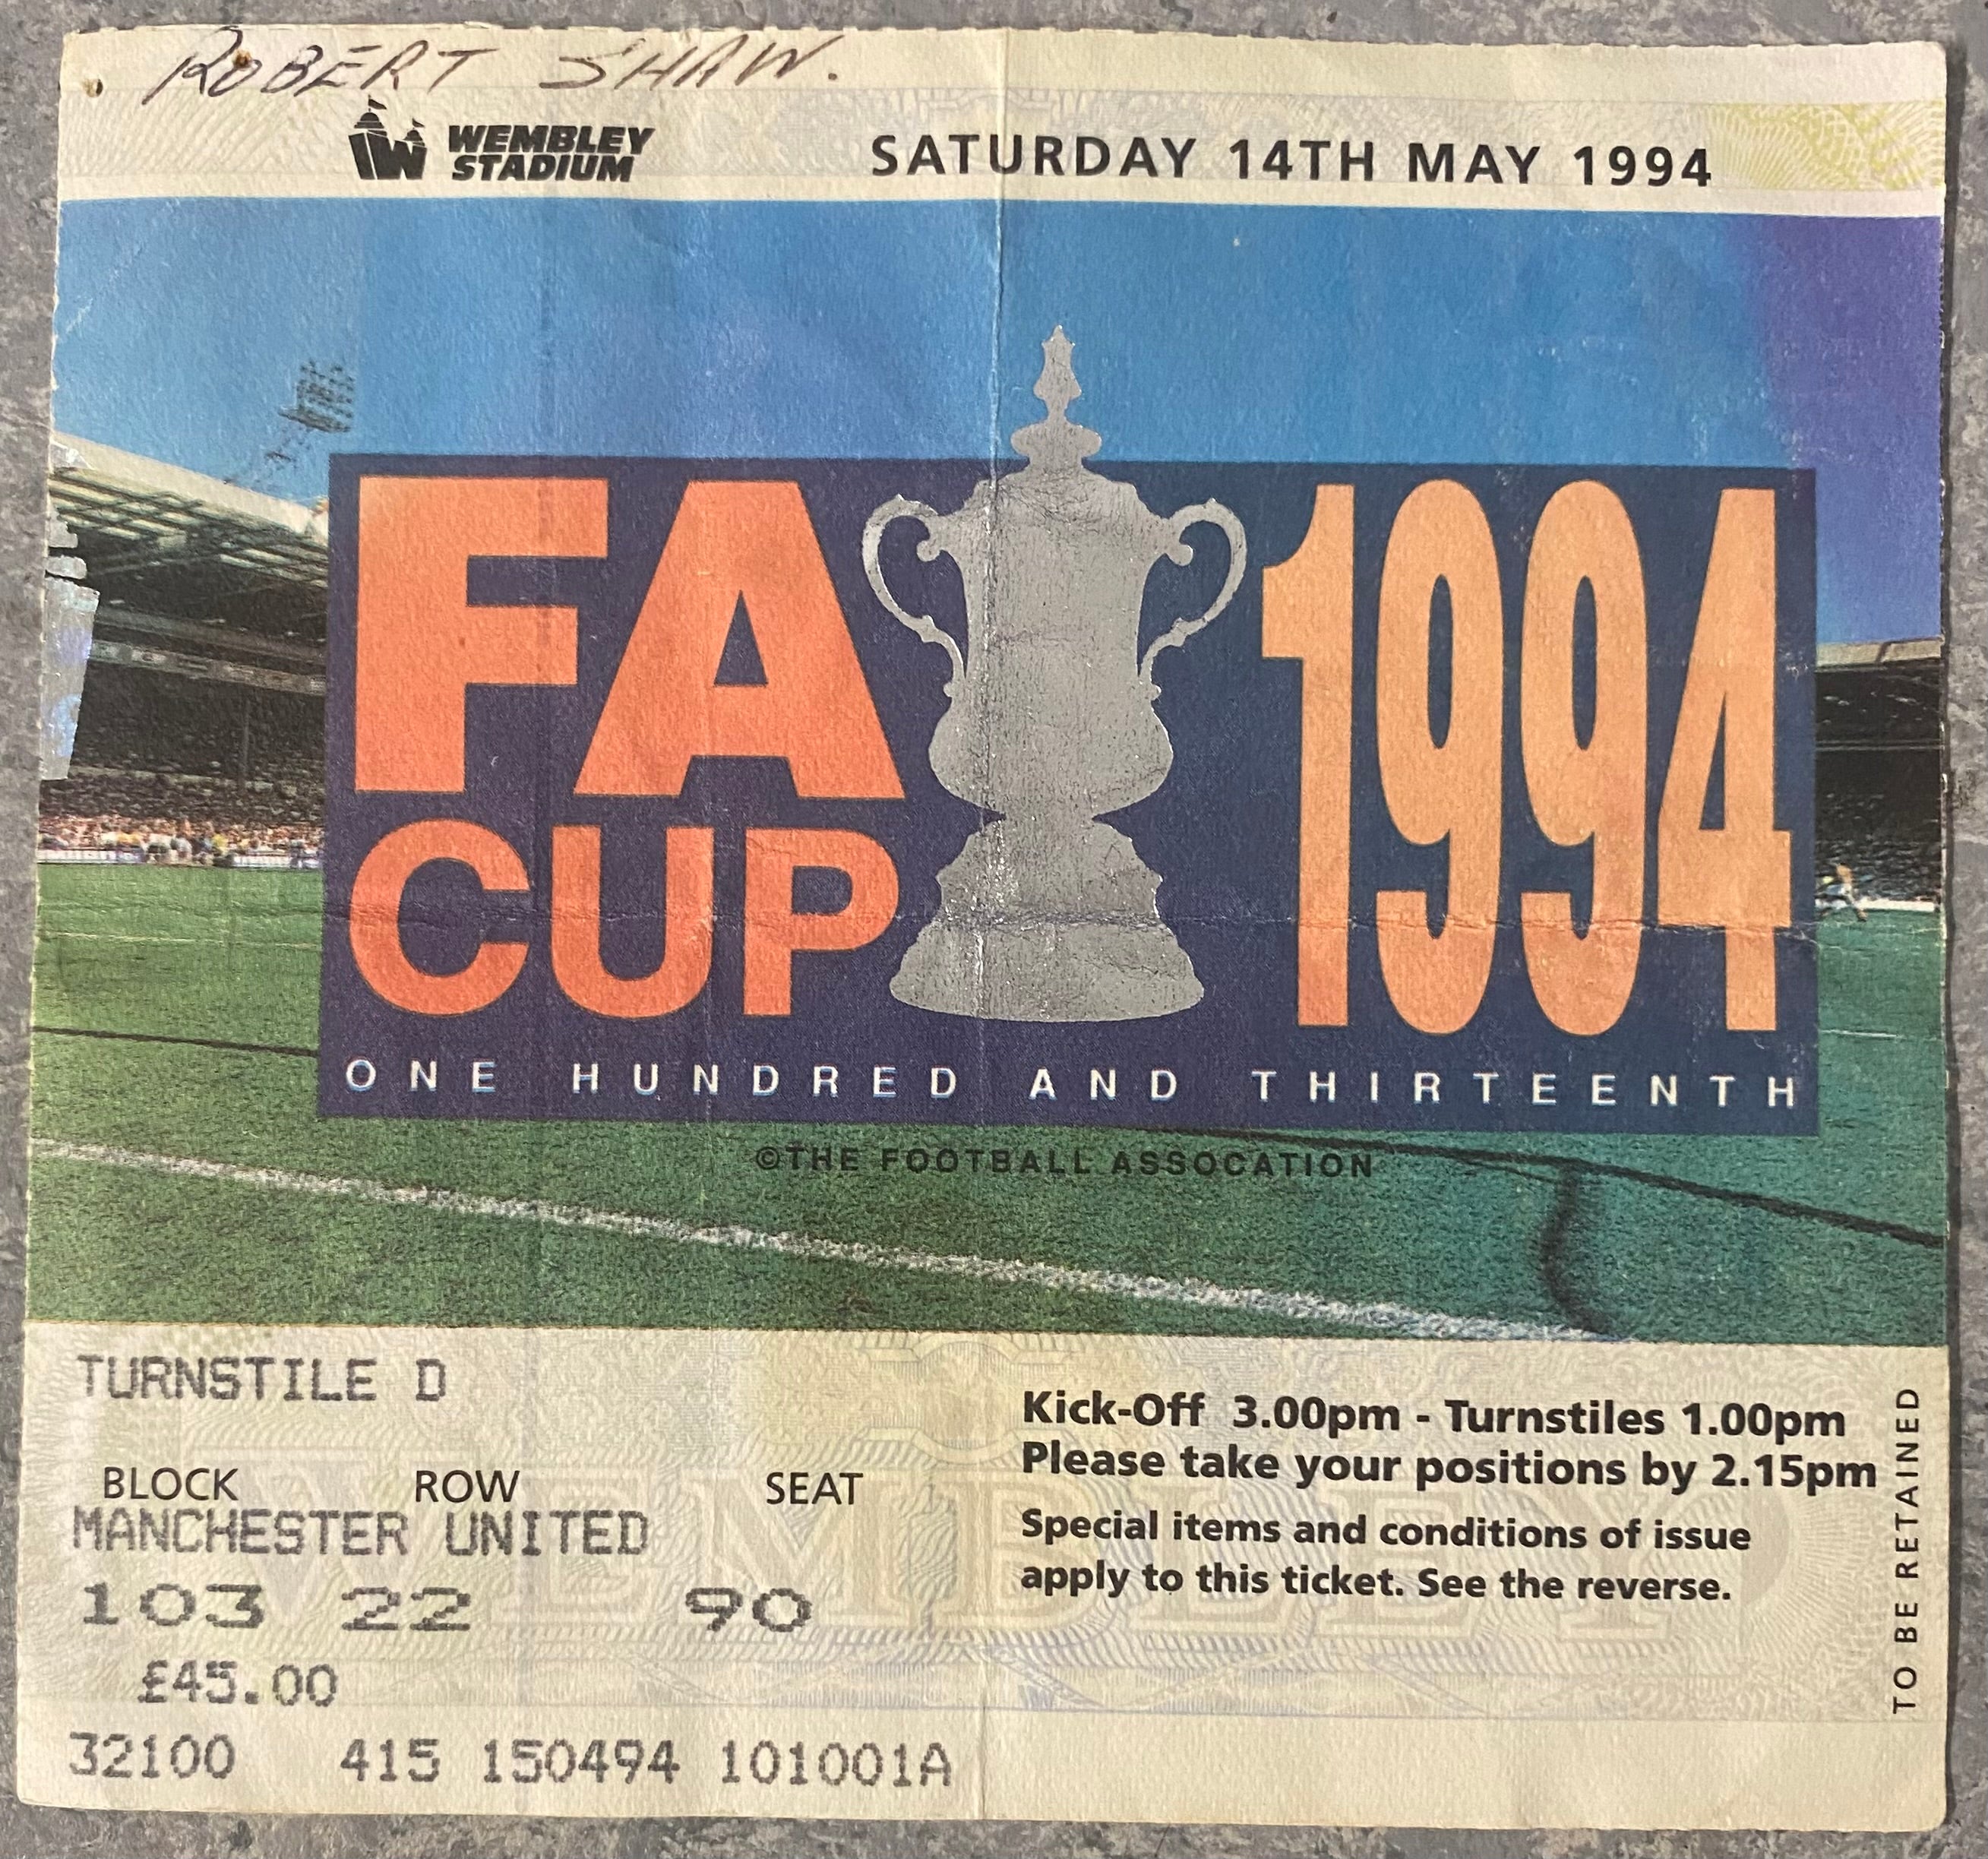 ROBERT SHAW.
WEMBLEY
STADIUM
SATURDAY 14TH MAY 1994
FA
CUP
1994
ONE HUNDRED AND THIRTEENTH
©THE FOOTBALL ASSOCATION
TURNSTILE D
BLOCK ROW SEAT
MANCHESTER UNITED
103 22 90
£45.00
32100 415 150494 101001A
Kick-Off 3.00pm - Turnstiles 1.00pm
Please take your positions by 2.15pm
Special items and conditions of issue
apply to this ticket. See the reverse.
TO BE RETAINED
WEMBLEY